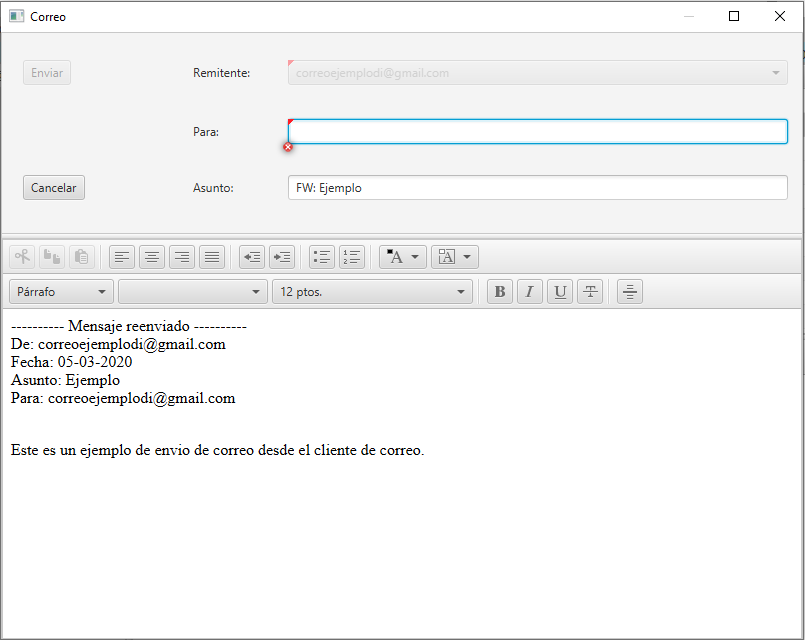 Correo
Enviar
Remitente:
correoejemplodi@gmail.com
Para:
Cancelar
Asunto:
FW: Ejemplo
A
A
Párrafo
12 ptos.
B I U T
---------- Mensaje reenviado ----------
De: correoejemplodi@gmail.com
Fecha: 05-03-2020
Asunto: Ejemplo
Para: correoejemplodi@gmail.com
Este es un ejemplo de envio de correo desde el cliente de correo.